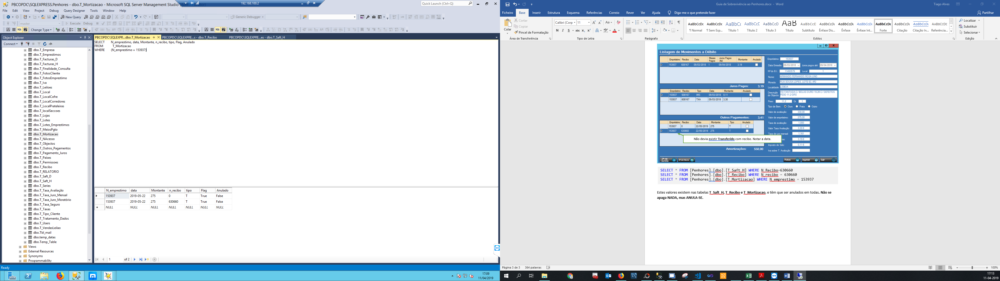 PBCOPDC\SQLEXPRESS.Penhores - dbo.T_Mortizacao - Microsoft SQL Server Management Studio
192.168.100.2
Quick Launch (Ctrl+Q)
File Edit View Project Debug Query Designer Tools Window Help
New Query
Generic Debugger
master
Execute Debug
Change Type
Object Explorer
Connect
dbo.T_Empresa
dbo.T_Emprestimos
dbo.T_Facturas_D
dbo.T_Facturas_H
dbo.T_Finalidade_Consulta
dbo.T_FotosCliente
dbo.T_FotosEmprestimo
dbo.T_Iva
dbo.T_Leiloes
dbo.T_Local
dbo.T_LocalCofre
dbo.T_LocalCorredores
dbo.T_LocalPrateleiras
dbo.T_localSeccoes
dbo.T_Lojas
dbo.T_Lotes
dbo.T_Lotes_Emprestimos
dbo.T_MeiosPgto
dbo.T_Mortizacao
dbo.T_NAcesso
dbo.T_Objectos
dbo.T_Outros_Pagamentos
dbo.T_Pagamento_Juros
dbo.T_Paises
dbo.T_Permissoes
dbo.T_Recibo
dbo.T_RELATORIO
dbo.T_Saft_D
dbo.T_Saft_H
dbo.T_Series
dbo.T_Taxa_Avaliação
dbo.T_Taxa_Juro_Mensal
dbo.T_Taxa_Juro_Moratório
dbo.T_Taxa_Seguro
dbo.T_Taxas
dbo.T_Tipo_Cliente
dbo.T_Tratamento_Dados
dbo.T_Users
dbo.T_VendasLeilao
dbo.Tbl_mail
dbo.temp_datas
dbo.Temp_Table
Views
External Resources
Synonyms
Programmability
PBCOPDC\SQLEXPR...dbo.T_Mortizacao PBCOPDC\SQLEXPRE...s - dbo.T_Recibo PBCOPDC\SQLEXPRE...es - dbo.T_Saft_H
SELECT N_emprestimo, data, Montante, n_recibo, tipo, Flag, Anulado
FROM T_Mortizacao
WHERE (N_emprestimo = 153937)
N_emprestimo data Montante n_recibo tipo Flag Anulado
153937 2019-05-22 275 0 T True False
153937 2019-05-22 275 630660 T True False
NULL NULL NULL NULL NULL NULL NULL
1 of 2
Ready
17:09
11/04/2019
Guia de Sobrevivência ao Penhores.docx - Word
Tiago Alves
Ficheiro Base Inserir Estrutura Esquema Referências Correio Rever Ver Ajuda Diga-me o que pretende fazer Partilhar
Colar
Cortar
Copiar
Pincel de Formatação
Área de Transferência
Calibri (Corp 11
N I S abc x₂ x²
Tipo de Letra
Parágrafo
AaBbCcDc AaBbCcDc AaBbCc AaBbCcD AaBbCcD AaB AaBbCcD AaBbCcDc AaBbCcDc AaBbCcDc AaBbCcDc AaBbCcDc AaBbCcDc AABBCCDC
¶ Normal ¶ Sem Esp... Título 1 Título 2 Título 3 Título Subtítulo Ênfase Dis... Ênfase Ênfase Int... Forte Citação Citação In... Referência...
Estilos
Localizar
Substituir
Selecionar
Edição
Listagem de Movimentos a Débito
Empréstimo Recibo Data Meses Pagos Juros Pagos Até Montante Anulado
153937 608167 09/03/2018 1 09/04/2018 3,19
Juros Pagos: 3,19
Empréstimo Recibo Tipo Data Montante Anulado
153937 608167 IMS 09/03/2018 0,11
153937 608167 TXA 09/03/2018 3,30
Outros Pagamentos: 3,41
Empréstimo Recibo Data Montante Tipo Anulado
153937 0 22/05/2019 275 T
153937 630660 22/05/2019 275 T
Não devia existir Transferido com recibo. Notar a data.
Amortizações: 550,00
Empréstimo: 153937
Data Emissão: 09/03/2018 Juros pagos até: 09/04/2018
Nº do B.I.: 11493579 Local: 1
Nome: ARMANDO FERNANDO ROSA LINO
Morada: RUA SOUSA LOPES, LOTE 63, 4ºD
Localidade: LISBOA
Descrição do Objecto: FIO FANTASIA C/ BOLAS OURO 19.2K C/ DEFEITOS
PESO 11.2 GRS
Peso: 11,2 Gr. 1
Tipo de Bem: Ouro Prata Outro
Valor de avaliação: 330,00
Valor de empréstimo: 275,00
Taxa de avaliação: 1,000
Valor Taxa Avaliação: 3,30 €
Taxa de juro mensal: 1,161
3,19 €
Imposto de Selo: 0,11 €
Iva sobre T. Avaliação:
2ª via Cautela 2ª via Fatura Fotos Imprimir Sair
SELECT * FROM [Penhores].[dbo].[T_Saft_H] WHERE N_Recibo=630660
SELECT * FROM [Penhores].[dbo].[T_Recibo] WHERE N_recibo = 630660
SELECT * FROM [Penhores].[dbo].[T_Mortizacao] WHERE N_emprestimo = 153937
Estes valores existem nas tabelas T_Saft_H, T_Recibo e T_Mortizacao, e têm que ser anulados em todas. Não se
apaga NADA, mas ANULA-SE.
Página 3 de 3 364 palavras
100%
17:13
11-04-2019